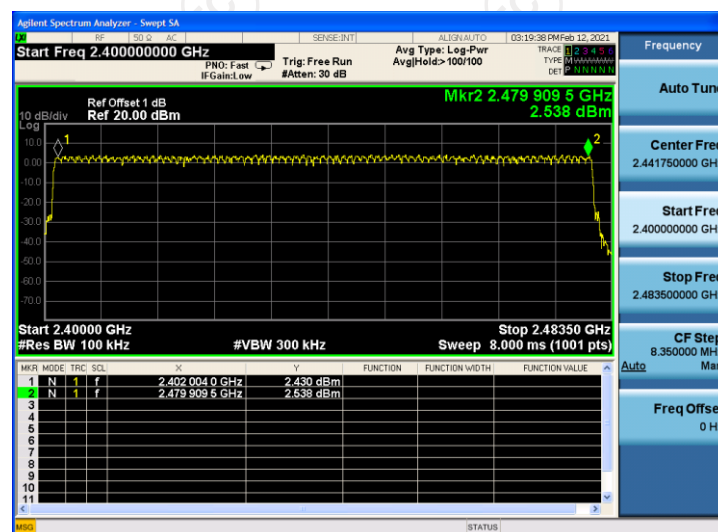 Agilent Spectrum Analyzer - Swept SA
LXI RF 50 Ω AC SENSE:INT ALIGN AUTO 03:19:38 PM Feb 12, 2021
Start Freq 2.400000000 GHz
PNO: Fast
IFGain:Low
Trig: Free Run
#Atten: 30 dB
Avg Type: Log-Pwr
Avg|Hold:> 100/100
TRACE 1 2 3 4 5 6
TYPE M W W W W W
DET P N N N N N
Ref Offset 1 dB
10 dB/div Ref 20.00 dBm
Log
Mkr2 2.479 909 5 GHz
2.538 dBm
1
2
10.0
0.00
-10.0
-20.0
-30.0
-40.0
-50.0
-60.0
-70.0
Start 2.40000 GHz Stop 2.48350 GHz
#Res BW 100 kHz #VBW 300 kHz Sweep 8.000 ms (1001 pts)
MKR MODE TRC SCL X Y FUNCTION FUNCTION WIDTH FUNCTION VALUE
1 N 1 f 2.402 004 0 GHz 2.430 dBm
2 N 1 f 2.479 909 5 GHz 2.538 dBm
3
4
5
6
7
8
9
10
11
MSG STATUS
Frequency
Auto Tun
Center Fre
2.441750000 GH
Start Fre
2.400000000 GH
Stop Fre
2.483500000 GH
CF Step
8.350000 MH
Auto Ma
Freq Offse
0 H